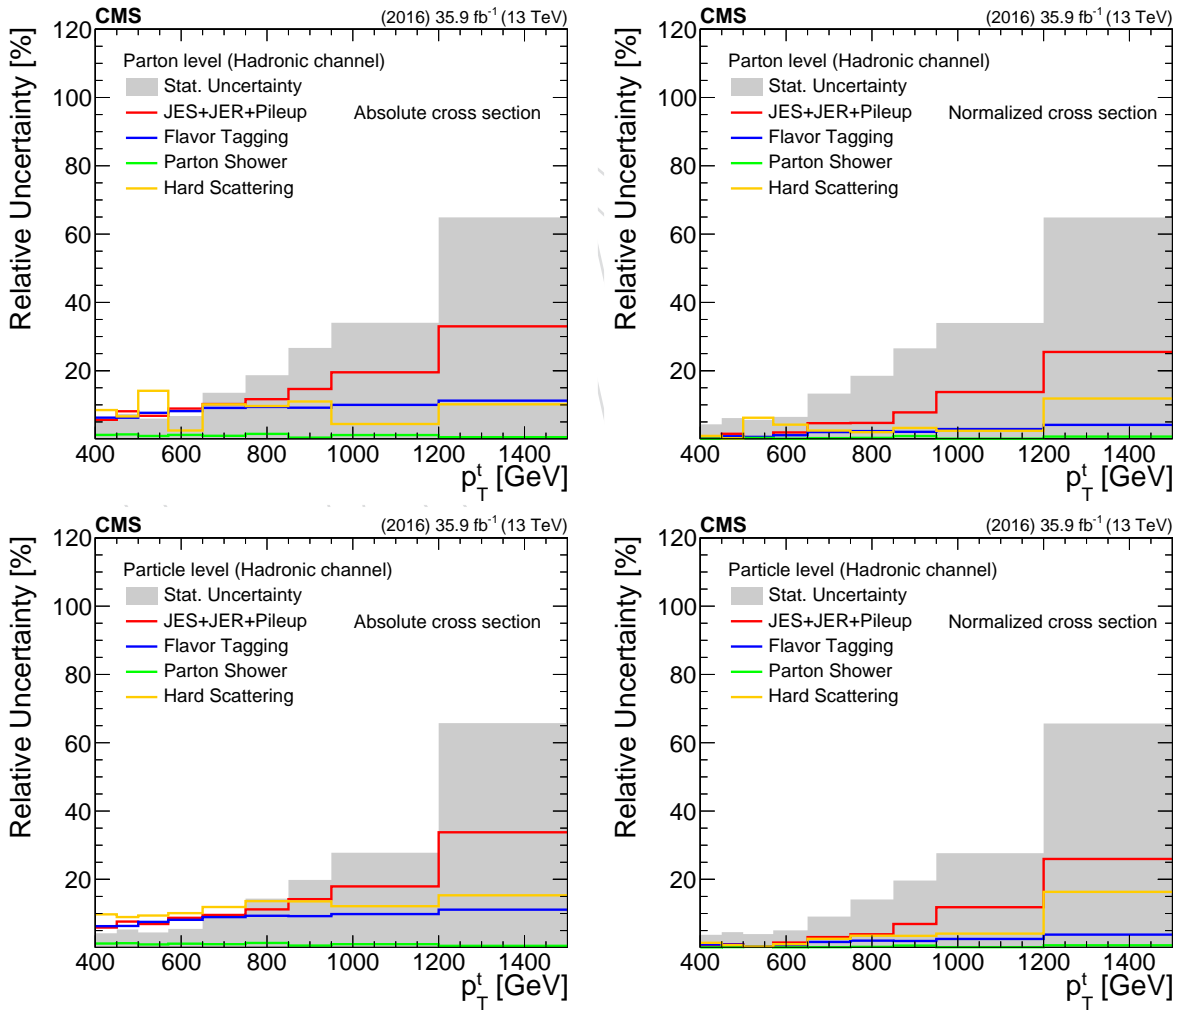 CMS (2016) 35.9 fb⁻¹ (13 TeV)
Relative Uncertainty [%]
120
100
80
60
40
20
Parton level (Hadronic channel)
Stat. Uncertainty
JES+JER+Pileup
Flavor Tagging
Parton Shower
Hard Scattering
Absolute cross section
400 600 800 1000 1200 1400
p_T^t [GeV]
CMS (2016) 35.9 fb⁻¹ (13 TeV)
Relative Uncertainty [%]
120
100
80
60
40
20
Parton level (Hadronic channel)
Stat. Uncertainty
JES+JER+Pileup
Flavor Tagging
Parton Shower
Hard Scattering
Normalized cross section
400 600 800 1000 1200 1400
p_T^t [GeV]
CMS (2016) 35.9 fb⁻¹ (13 TeV)
Relative Uncertainty [%]
120
100
80
60
40
20
Particle level (Hadronic channel)
Stat. Uncertainty
JES+JER+Pileup
Flavor Tagging
Parton Shower
Hard Scattering
Absolute cross section
400 600 800 1000 1200 1400
p_T^t [GeV]
CMS (2016) 35.9 fb⁻¹ (13 TeV)
Relative Uncertainty [%]
120
100
80
60
40
20
Particle level (Hadronic channel)
Stat. Uncertainty
JES+JER+Pileup
Flavor Tagging
Parton Shower
Hard Scattering
Normalized cross section
400 600 800 1000 1200 1400
p_T^t [GeV]